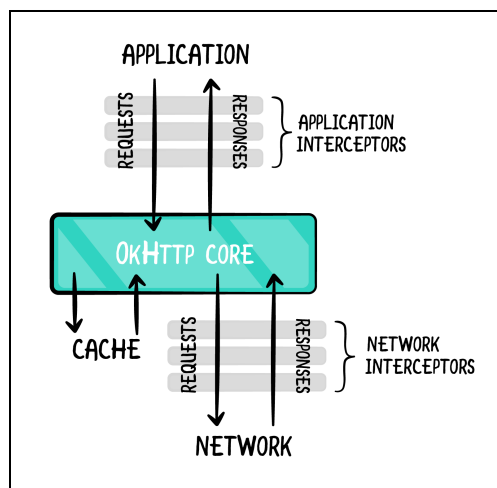 APPLICATION
REQUESTS
RESPONSES
APPLICATION
INTERCEPTORS
OKHTTP CORE
CACHE
REQUESTS
RESPONSES
NETWORK
INTERCEPTORS
NETWORK